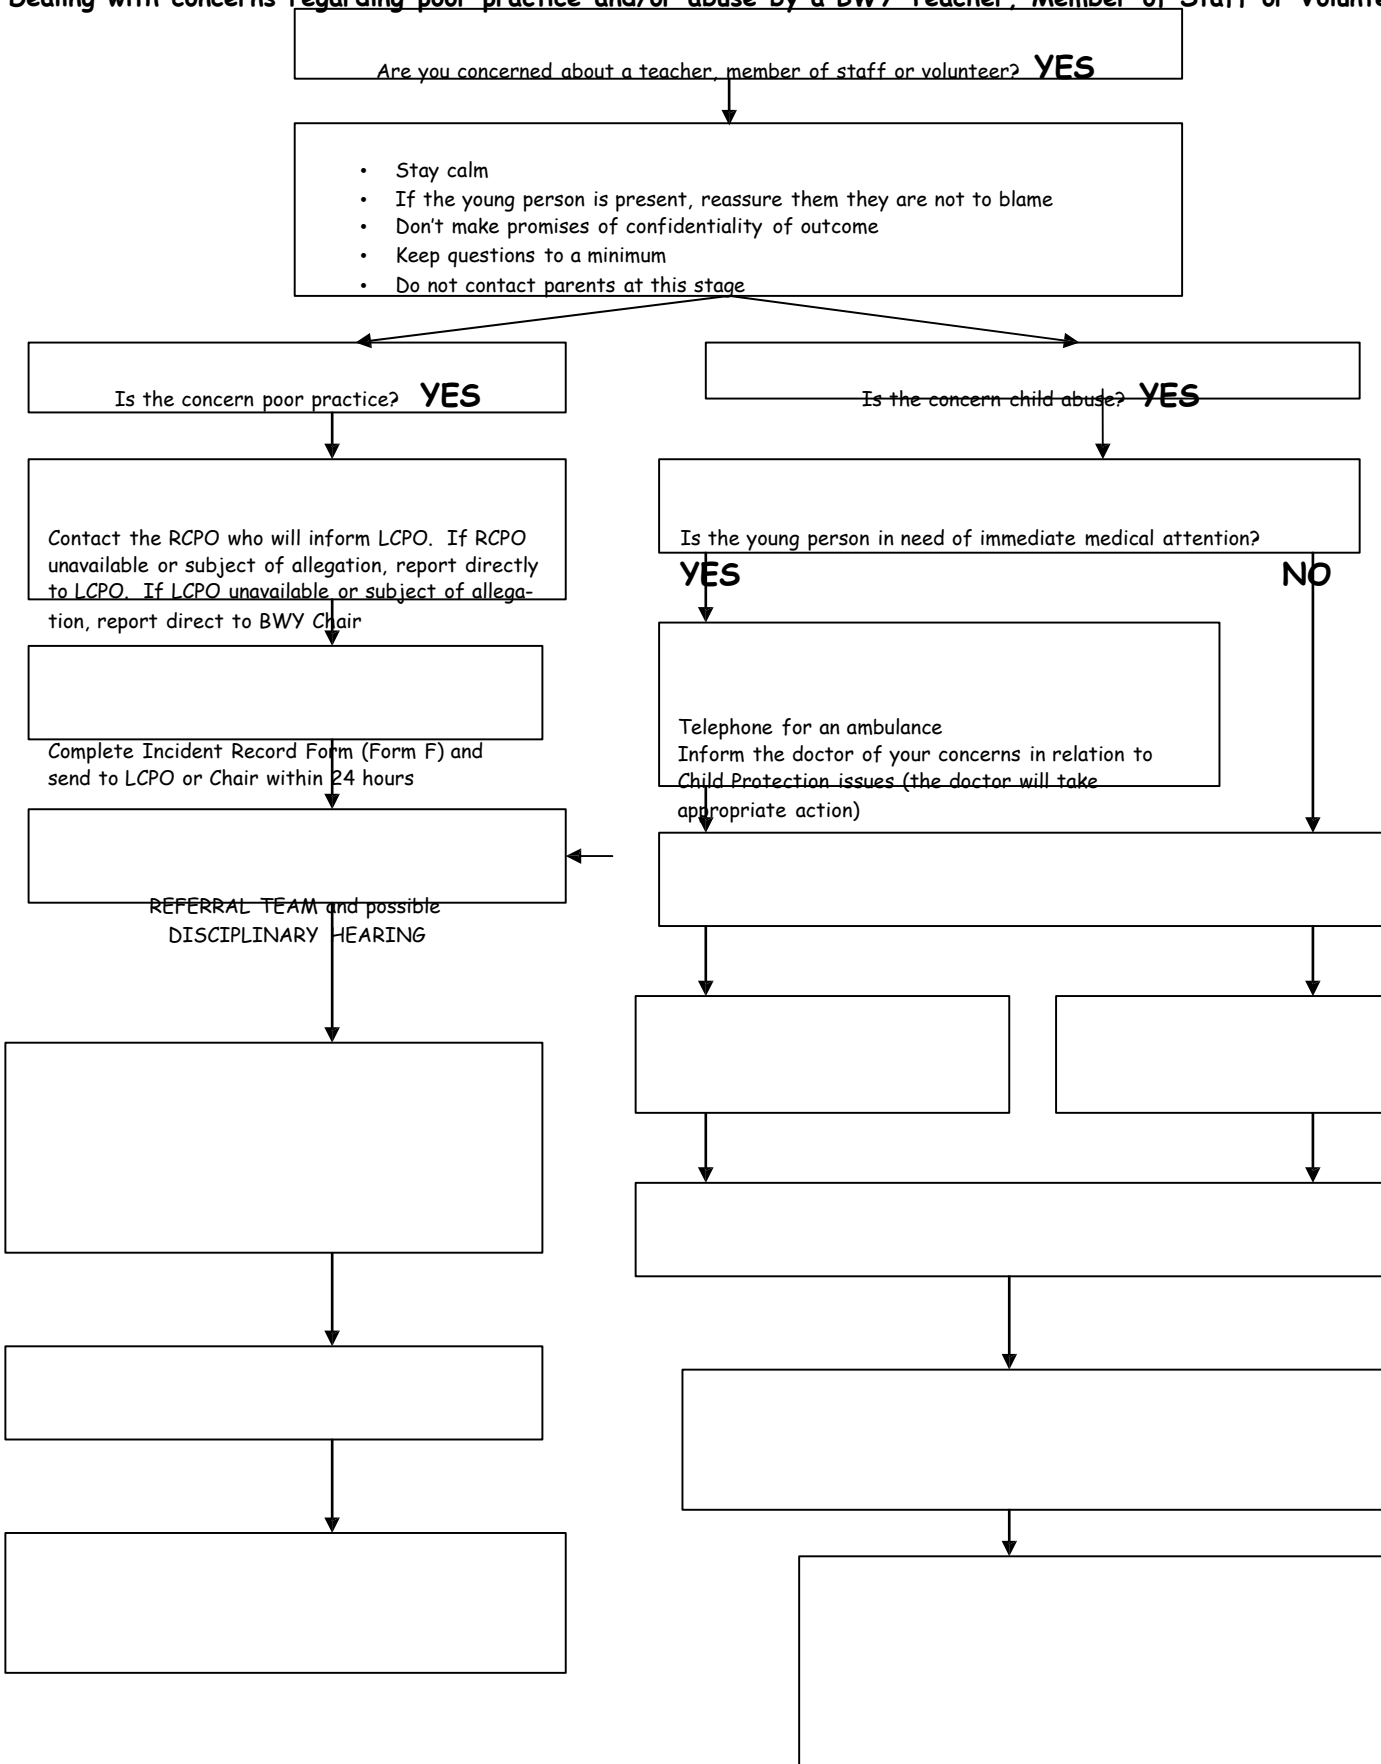 Dealing with concerns regarding poor practice and/or abuse by a BWY Teacher, Member of Staff or
Are you concerned about a teacher, member of staff or volunteer? YES
• Stay calm
• If the young person is present, reassure them they are not to blame
• Don't make promises of confidentiality of outcome
• Keep questions to a minimum
• Do not contact parents at this stage
Is the concern poor practice? YES
Is the concern child abuse? YES
Contact the RCPO who will inform LCPO. If RCPO
unavailable or subject of allegation, report directly
to LCPO. If LCPO unavailable or subject of allega-
tion, report direct to BWY Chair
Is the young person in need of immediate medical attention?
YES NO
Complete Incident Record Form (Form F) and
send to LCPO or Chair within 24 hours
Telephone for an ambulance
Inform the doctor of your concerns in relation to
Child Protection issues (the doctor will take
appropriate action)
REFERRAL TEAM and possible
DISCIPLINARY HEARING